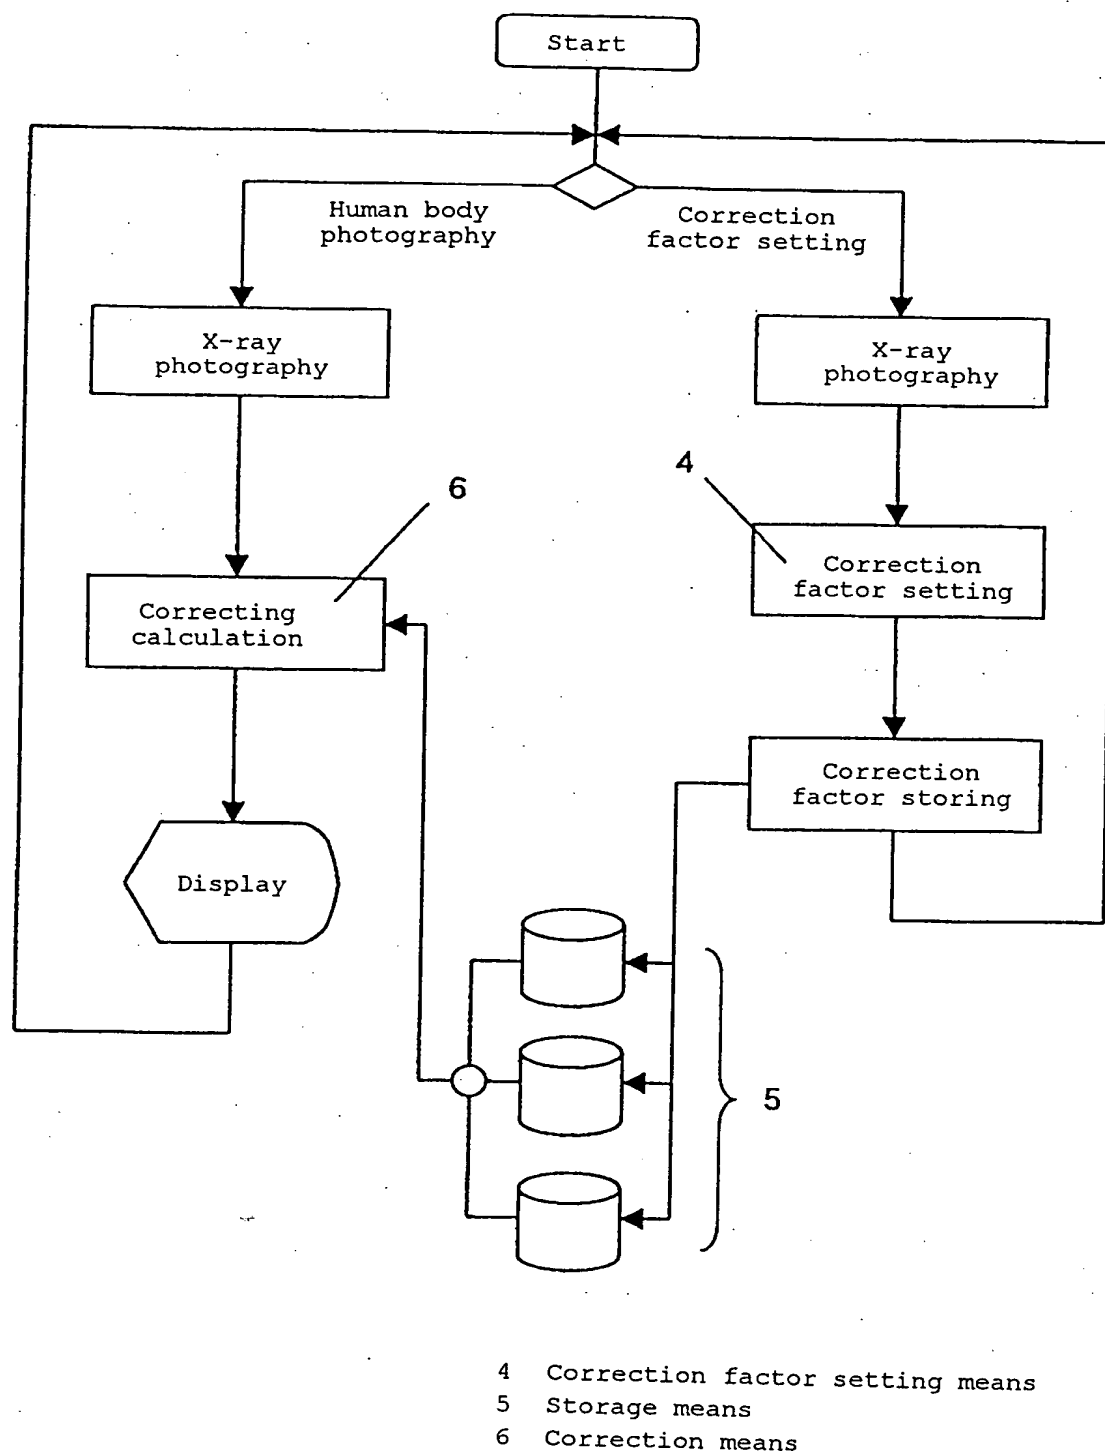 Start
Human body
photography
Correction
factor setting
X-ray
photography
X-ray
photography
4
6
Correction
factor setting
Correcting
calculation
Correction
factor storing
Display
5
4 Correction factor setting means
5 Storage means
6 Correction means